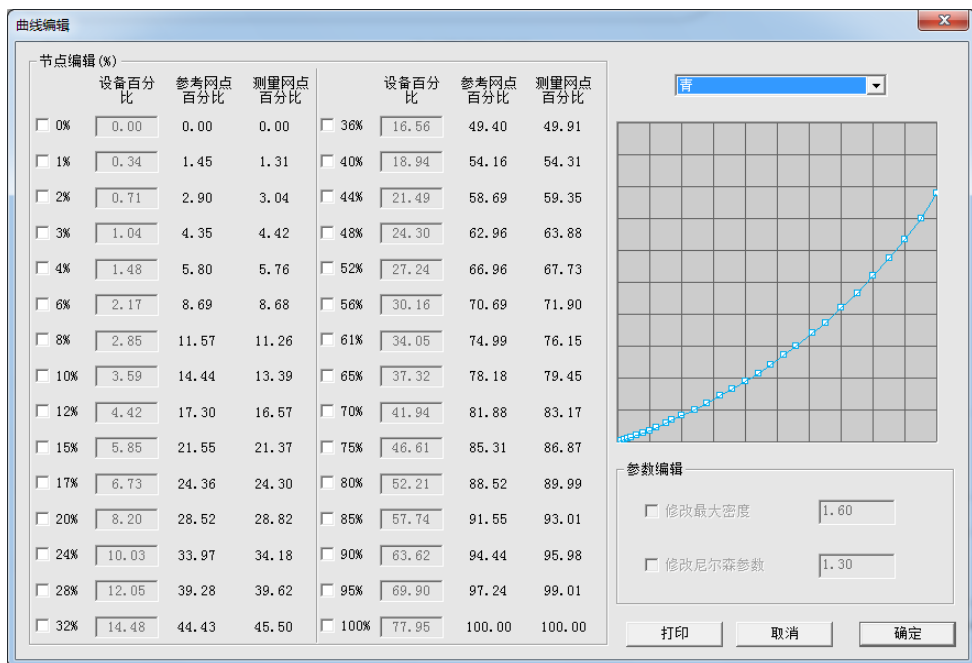 曲线编辑
节点编辑(%)
设备百分比 参考网点百分比 测量网点百分比 设备百分比 参考网点百分比 测量网点百分比
0% 0.00 0.00 0.00 36% 16.56 49.40 49.91
1% 0.34 1.45 1.31 40% 18.94 54.16 54.31
2% 0.71 2.90 3.04 44% 21.49 58.69 59.35
3% 1.04 4.35 4.42 48% 24.30 62.96 63.88
4% 1.48 5.80 5.76 52% 27.24 66.96 67.73
6% 2.17 8.69 8.68 56% 30.16 70.69 71.90
8% 2.85 11.57 11.26 61% 34.05 74.99 76.15
10% 3.59 14.44 13.39 65% 37.32 78.18 79.45
12% 4.42 17.30 16.57 70% 41.94 81.88 83.17
15% 5.85 21.55 21.37 75% 46.61 85.31 86.87
17% 6.73 24.36 24.30 80% 52.21 88.52 89.99
20% 8.20 28.52 28.82 85% 57.74 91.55 93.01
24% 10.03 33.97 34.18 90% 63.62 94.44 95.98
28% 12.05 39.28 39.62 95% 69.90 97.24 99.01
32% 14.48 44.43 45.50 100% 77.95 100.00 100.00
青
参数编辑
修改最大密度 1.60
修改尼尔森参数 1.30
打印 取消 确定